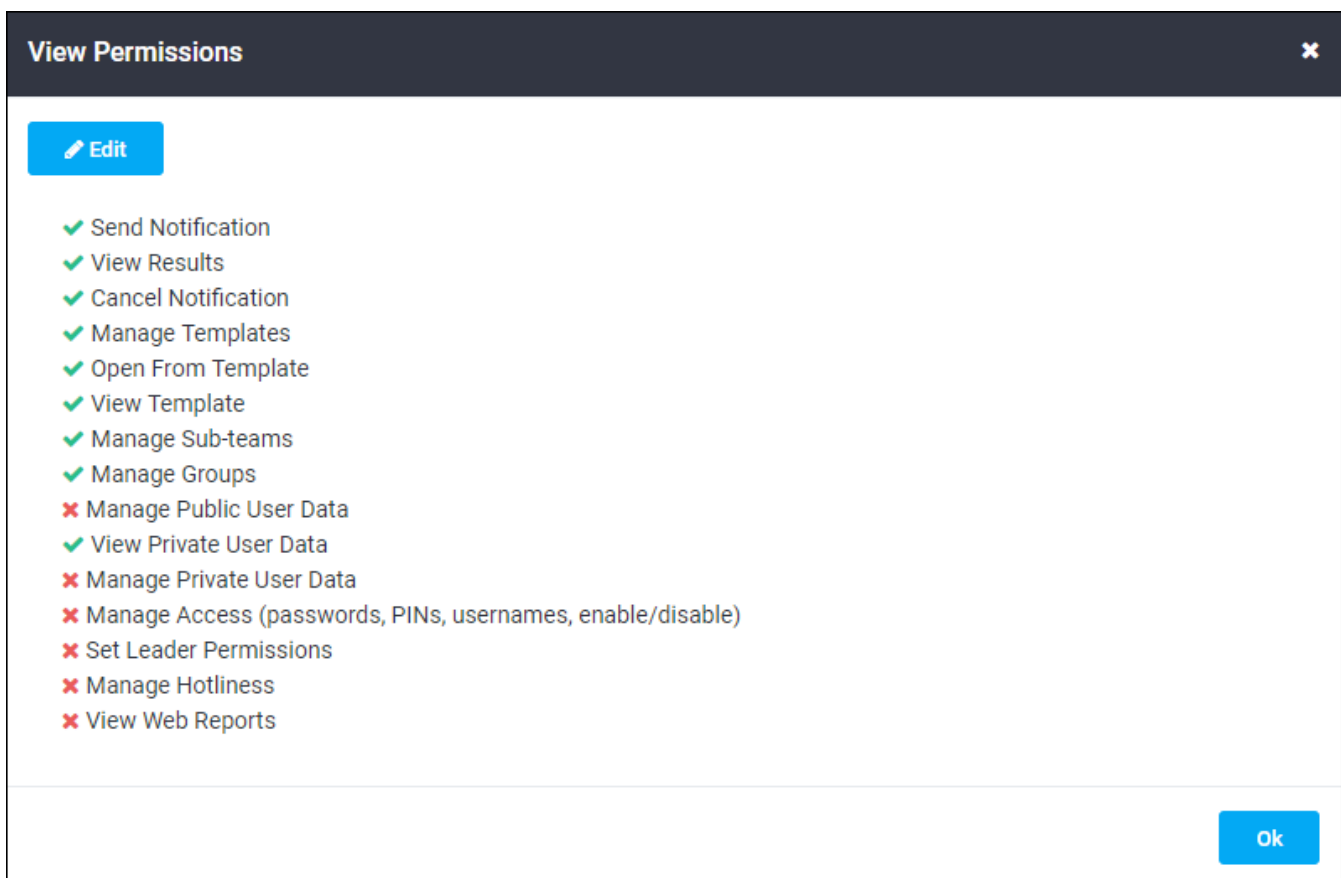 View Permissions
Edit
Send Notification
View Results
Cancel Notification
Manage Templates
Open From Template
View Template
Manage Sub-teams
Manage Groups
Manage Public User Data
View Private User Data
Manage Private User Data
Manage Access (passwords, PINs, usernames, enable/disable)
Set Leader Permissions
Manage Hotliness
View Web Reports
Ok